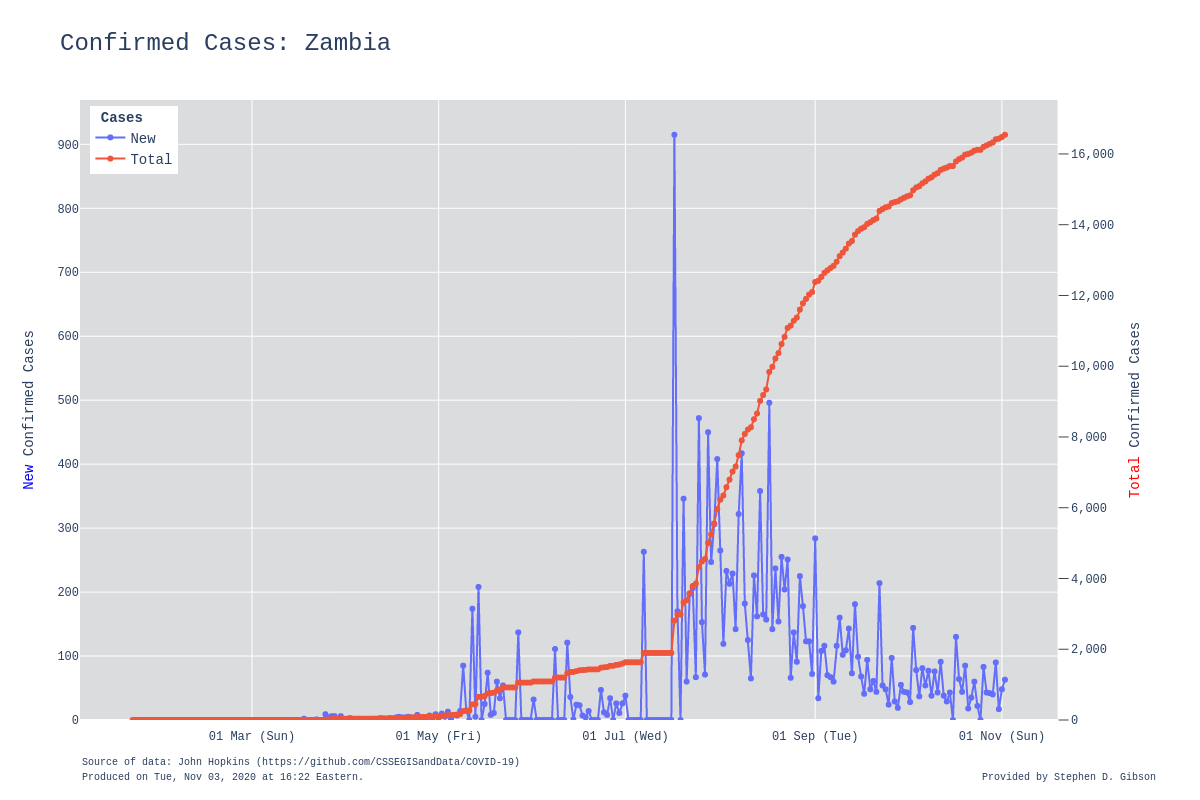 Confirmed Cases: Zambia
Cases
New
Total
900
800
700
600
500
400
300
200
100
0
New Confirmed Cases
16,000
14,000
12,000
10,000
8,000
6,000
4,000
2,000
0
Total Confirmed Cases
01 Mar (Sun)
01 May (Fri)
01 Jul (Wed)
01 Sep (Tue)
01 Nov (Sun)
Source of data: John Hopkins (https://github.com/CSSEGISandData/COVID-19)
Produced on Tue, Nov 03, 2020 at 16:22 Eastern.
Provided by Stephen D. Gibson